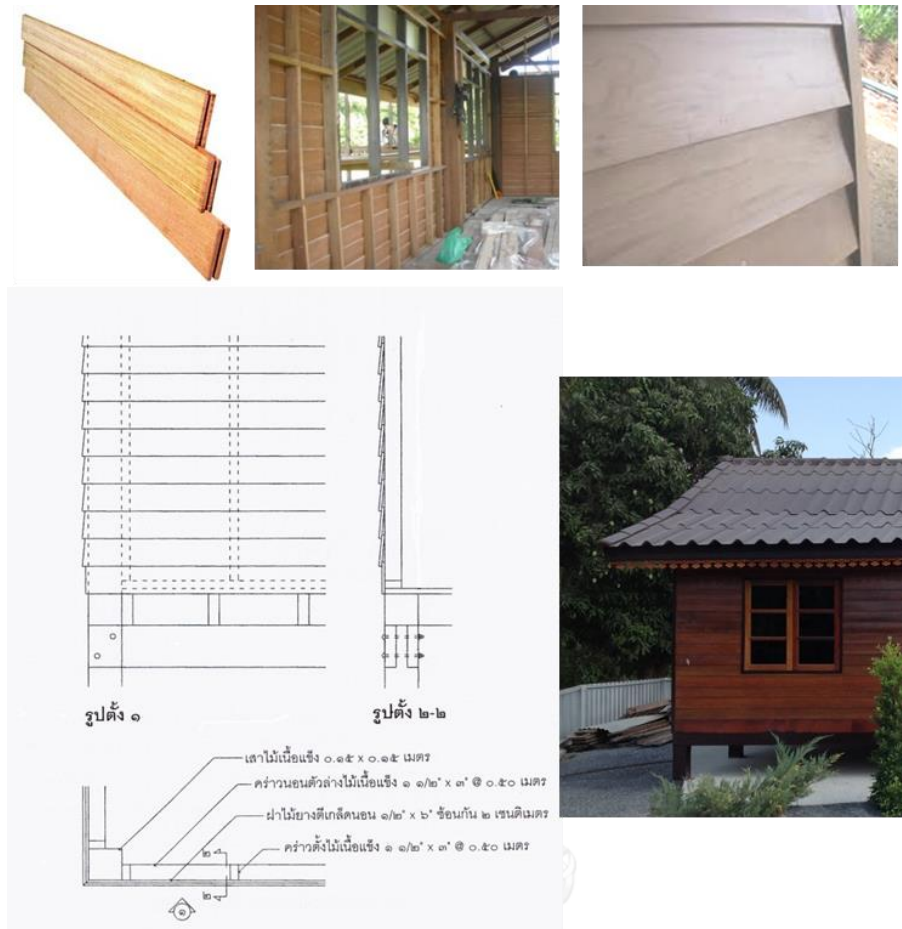 รูปตั้ง ๑
รูปตั้ง ๒-๒
เสาไม้เนื้อแข็ง ๐.๑๕ x ๐.๑๕ เมตร
คร่าวนอนตัวล่างไม้เนื้อแข็ง ๑ ๑/๒" x ๓" @ ๐.๕๐ เมตร
ฝาไม้ยางตีเกล็ดนอน ๑/๒" x ๖" ซ้อนกัน ๒ เซนติเมตร
คร่าวตั้งไม้เนื้อแข็ง ๑ ๑/๒" x ๓" @ ๐.๕๐ เมตร
๒
๒
๑